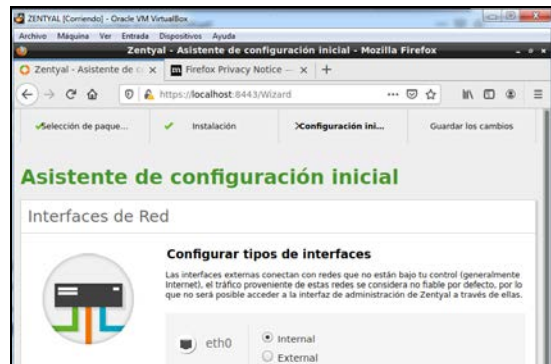 ZENTYAL [Corriendo] - Oracle VM VirtualBox
Archivo Máquina Ver Entrada Dispositivos Ayuda
Zentyal - Asistente de configuración inicial - Mozilla Firefox
Zentyal - Asistente de c
Firefox Privacy Notice —
https://localhost:8443/Wizard
Selección de paque...
Instalación
Configuración ini...
Guardar los cambios
Asistente de configuración inicial
Interfaces de Red
Configurar tipos de interfaces
Las interfaces externas conectan con redes que no están bajo tu control (generalmente
Internet), el tráfico proveniente de estas redes se considera no fiable por defecto, por lo
que no será posible acceder a la interfaz de administración de Zentyal a través de ellas.
eth0
Internal
External